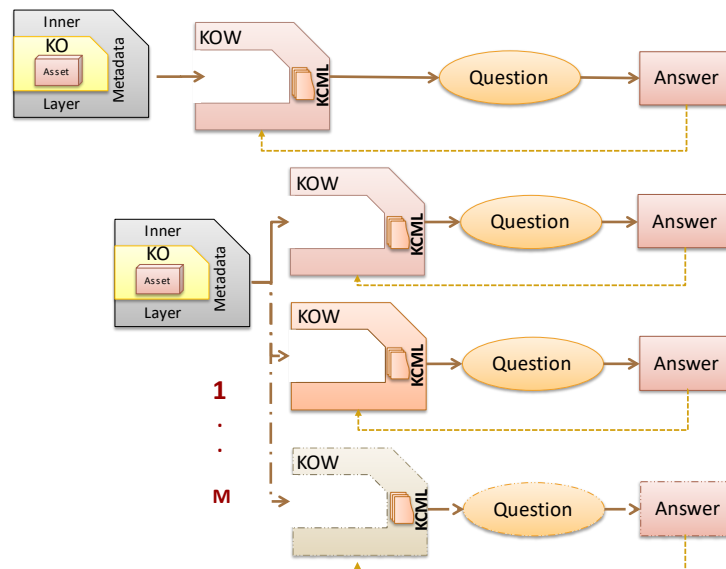 Inner
KO
Asset
Layer
Metadata
KOW
KCML
Question
Answer
Inner
KO
Asset
Layer
Metadata
KOW
KCML
Question
Answer
KOW
KCML
Question
Answer
1
.
.
M
KOW
KCML
Question
Answer